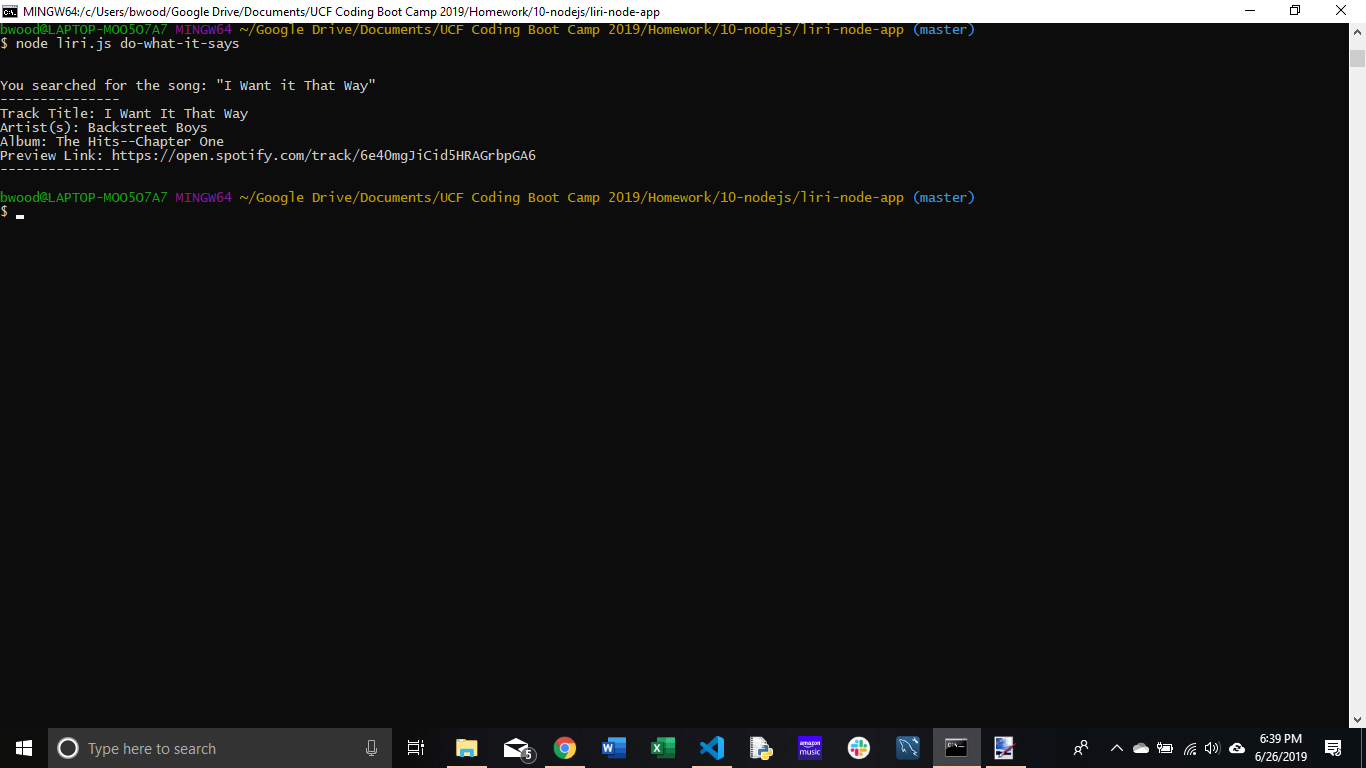 MINGW64:/c/Users/bwood/Google Drive/Documents/UCF Coding Boot Camp 2019/Homework/10-nodejs/liri-node-app
bwood@LAPTOP-MOO5O7A7 MINGW64 ~/Google Drive/Documents/UCF Coding Boot Camp 2019/Homework/10-nodejs/liri-node-app (master)
$ node liri.js do-what-it-says
You searched for the song: "I Want it That Way"
---------------
Track Title: I Want It That Way
Artist(s): Backstreet Boys
Album: The Hits--Chapter One
Preview Link: https://open.spotify.com/track/6e40mgJiCid5HRAGrbpGA6
---------------
bwood@LAPTOP-MOO5O7A7 MINGW64 ~/Google Drive/Documents/UCF Coding Boot Camp 2019/Homework/10-nodejs/liri-node-app (master)
$
Type here to search
5
amazon
music
6:39 PM
6/26/2019